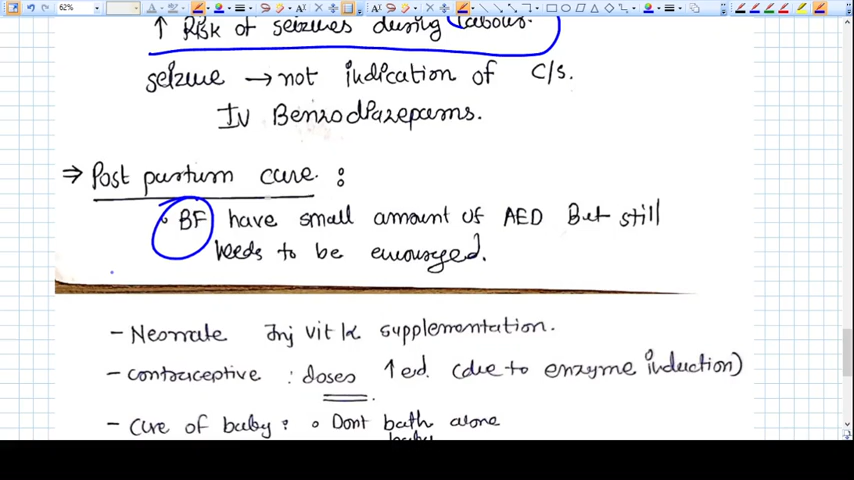 62%
↑ Risk of seizures during labour.
seizure → not indication of C/s.
IV Benzodiazepams.
⇒ Post partum care :
• BF have small amount of AED But still
needs to be encouraged.
- Neonate Inj vit K supplementation.
- contraceptive : doses ↑ed. (due to enzyme induction)
- Care of baby : • Dont bath alone
baby